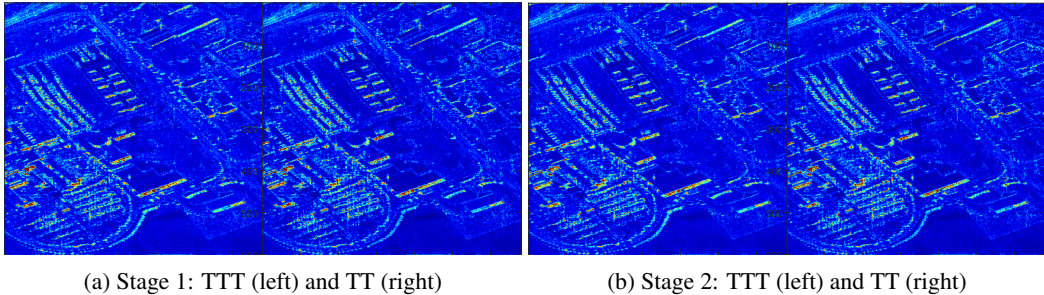 (a) Stage 1: TTT (left) and TT (right)
(b) Stage 2: TTT (left) and TT (right)